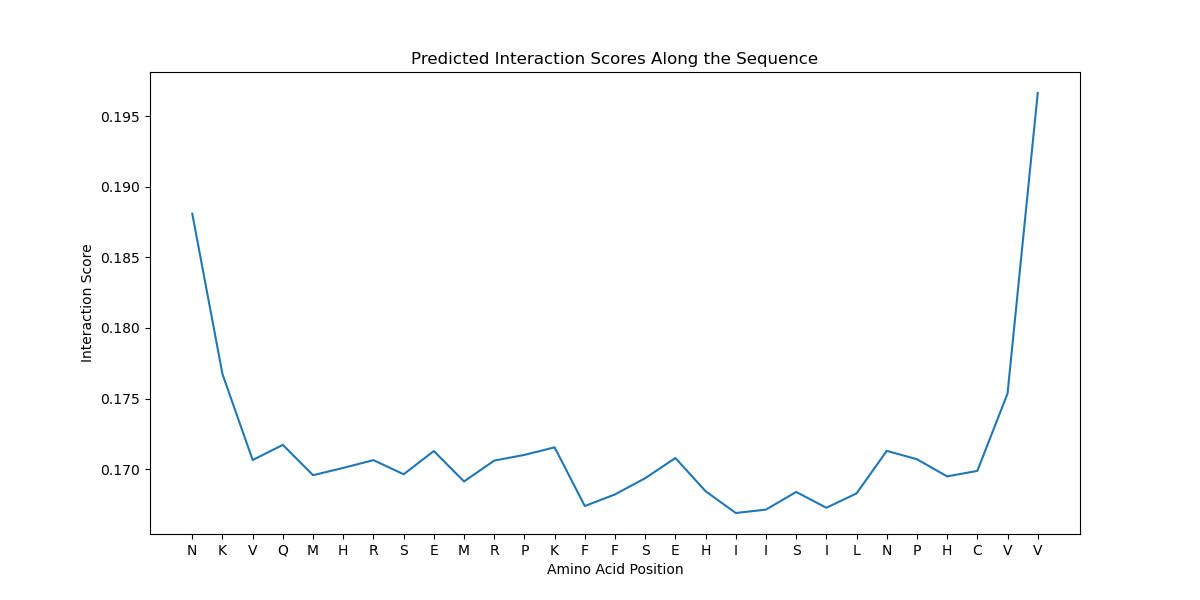 Predicted Interaction Scores Along the Sequence
0.195
0.190
0.185
0.180
0.175
0.170
Interaction Score
N K V Q M H R S E M R P K F F S E H I I S I L N P H C V V
Amino Acid Position